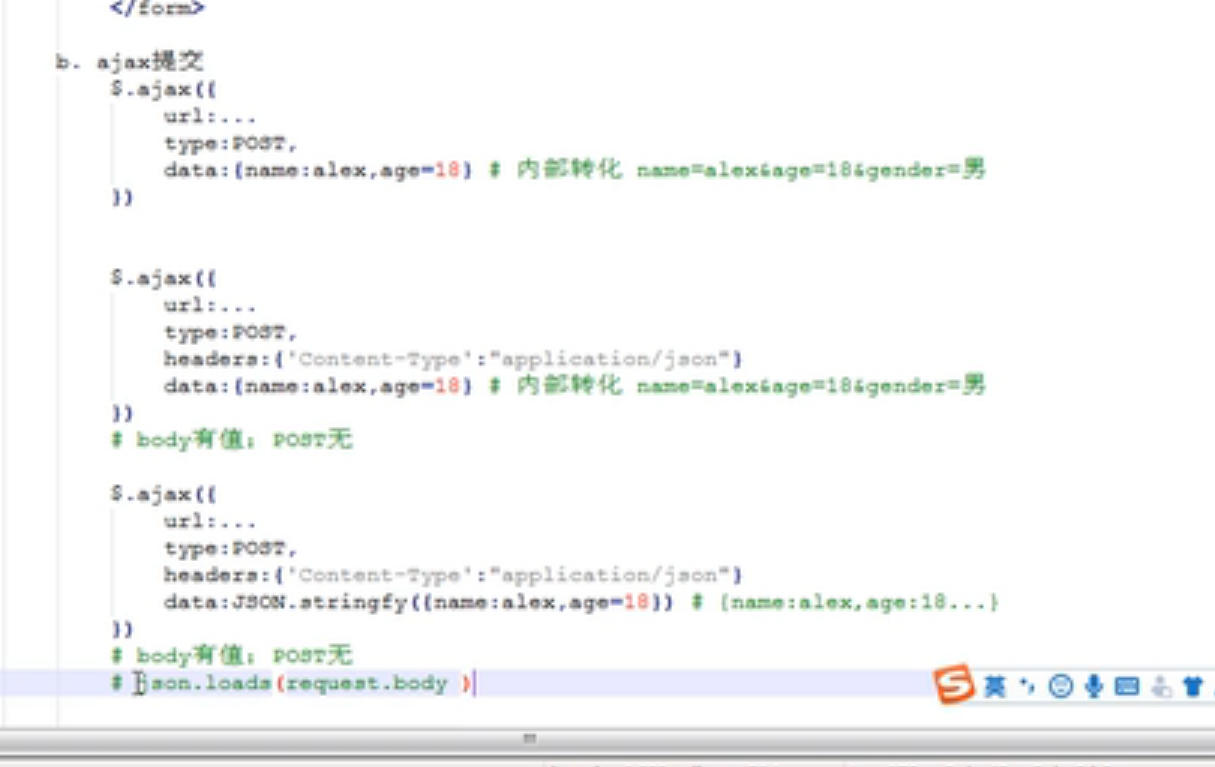 </form>
b. ajax提交
$.ajax({
url:...
type:POST,
data:{name:alex,age=18} # 内部转化 name=alex&age=18&gender=男
})
$.ajax({
url:...
type:POST,
headers:{'Content-Type':"application/json"}
data:{name:alex,age=18} # 内部转化 name=alex&age=18&gender=男
})
# body有值；POST无
$.ajax({
url:...
type:POST,
headers:{'Content-Type':"application/json"}
data:JSON.stringfy({name:alex,age=18}) # {name:alex,age:18...}
})
# body有值；POST无
# json.loads(request.body )
英